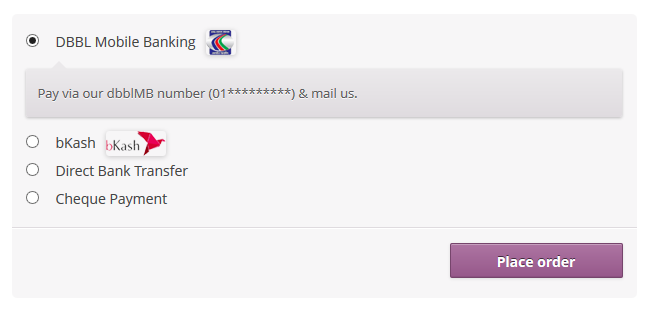 DBBL Mobile Banking
Pay via our dbblMB number (01*********) & mail us.
bKash bKash
Direct Bank Transfer
Cheque Payment
Place order